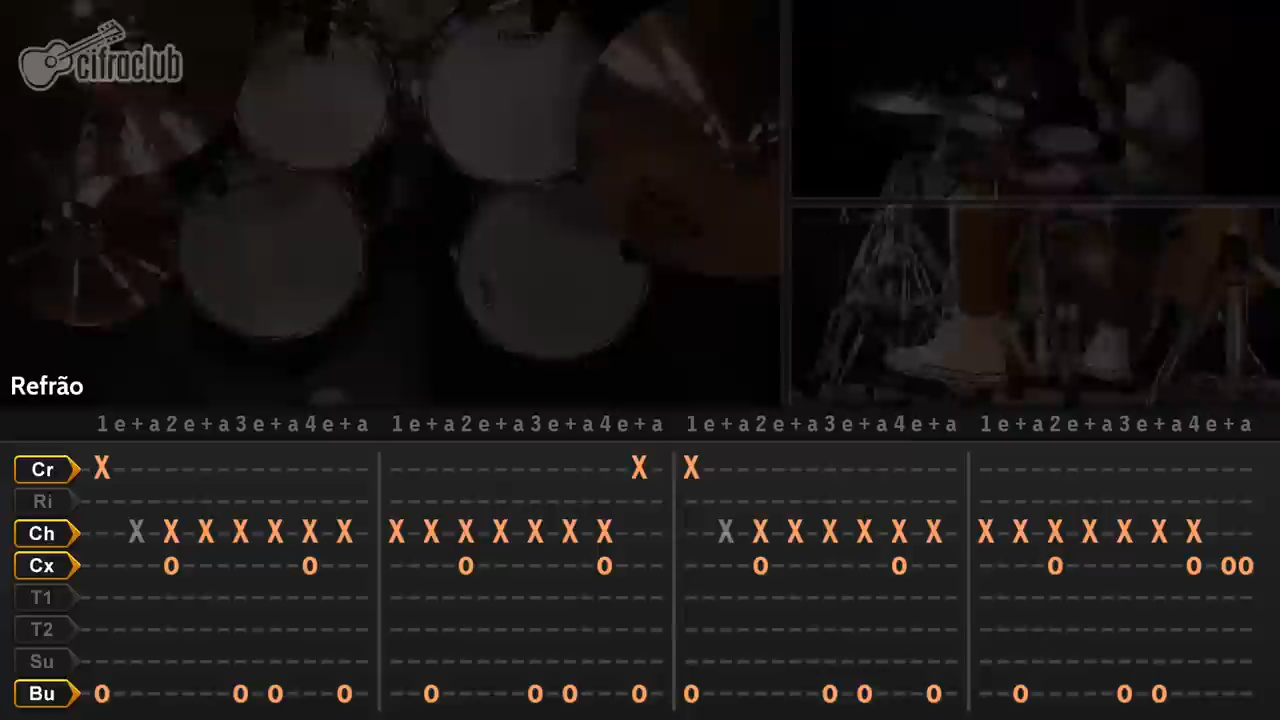 cifraclub
Refrão
1 e + a 2 e + a 3 e + a 4 e + a 1 e + a 2 e + a 3 e + a 4 e + a 1 e + a 2 e + a 3 e + a 4 e + a 1 e + a 2 e + a 3 e + a 4 e + a
Cr X---------------|--------------X-|X---------------|----------------
Ri ----------------|----------------|----------------|----------------
Ch --X-X-X-X-X-X-X-|X-X-X-X-X-X-X---|--X-X-X-X-X-X-X-|X-X-X-X-X-X-X---
Cx ----O-------O---|----O-------O---|----O-------O---|----O-------O-OO
T1 ----------------|----------------|----------------|----------------
T2 ----------------|----------------|----------------|----------------
Su ----------------|----------------|----------------|----------------
Bu O-------O-O---O-|--O-----O-O---O-|O-------O-O---O-|--O-----O-O-----